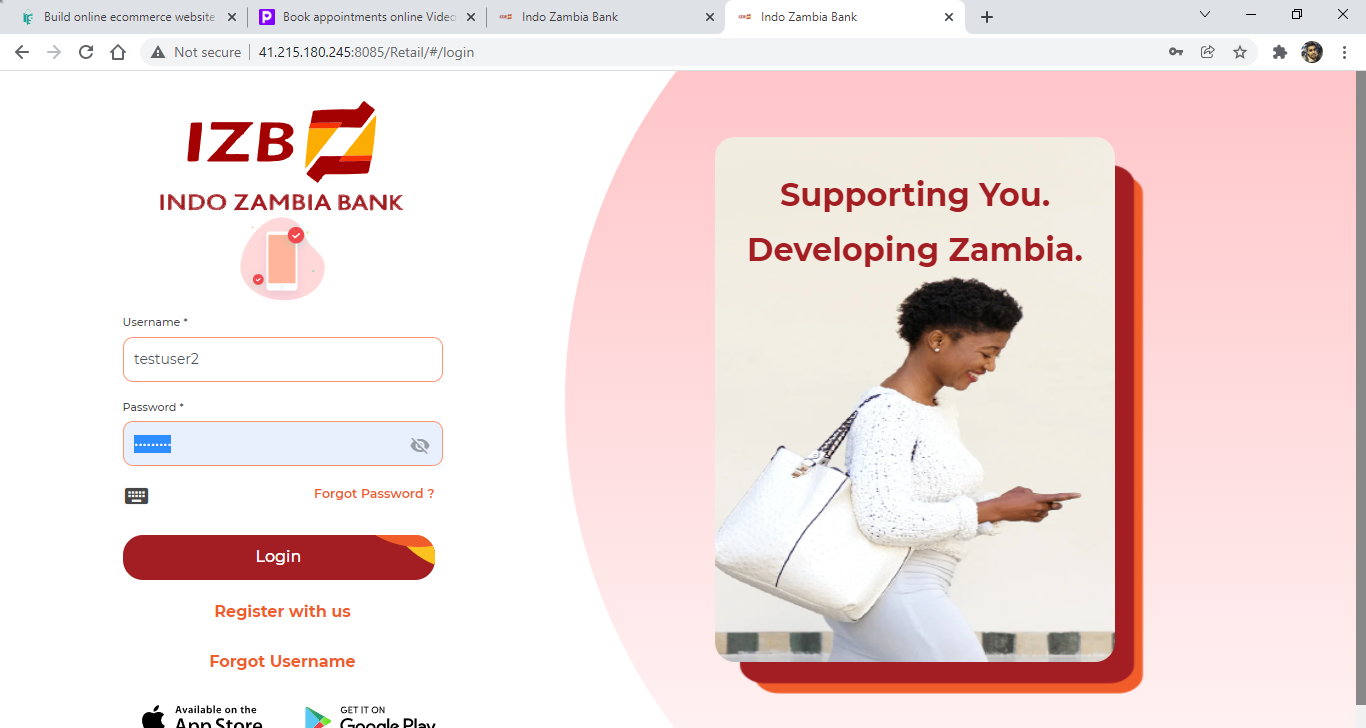 Build online ecommerce website
Book appointments online Video
Indo Zambia Bank
Indo Zambia Bank
Not secure
41.215.180.245:8085/Retail/#/login
IZB
INDO ZAMBIA BANK
Username *
testuser2
Password *
Forgot Password ?
Login
Register with us
Forgot Username
Available on the
App Store
GET IT ON
Google Play
Supporting You.
Developing Zambia.